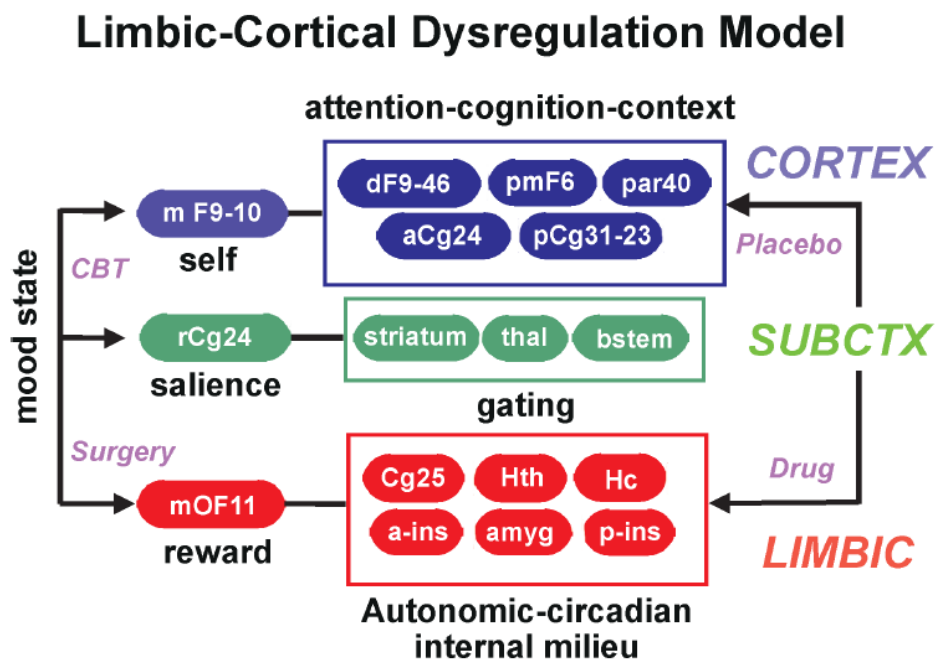 Limbic-Cortical Dysregulation Model
attention-cognition-context
CORTEX
dF9-46 pmF6 par40
m F9-10
aCg24 pCg31-23
self
CBT
Placebo
mood state
rCg24
striatum thal bstem
SUBCTX
salience
gating
Surgery
Cg25 Hth Hc
Drug
mOF11
a-ins amyg p-ins
reward
LIMBIC
Autonomic-circadian
internal milieu